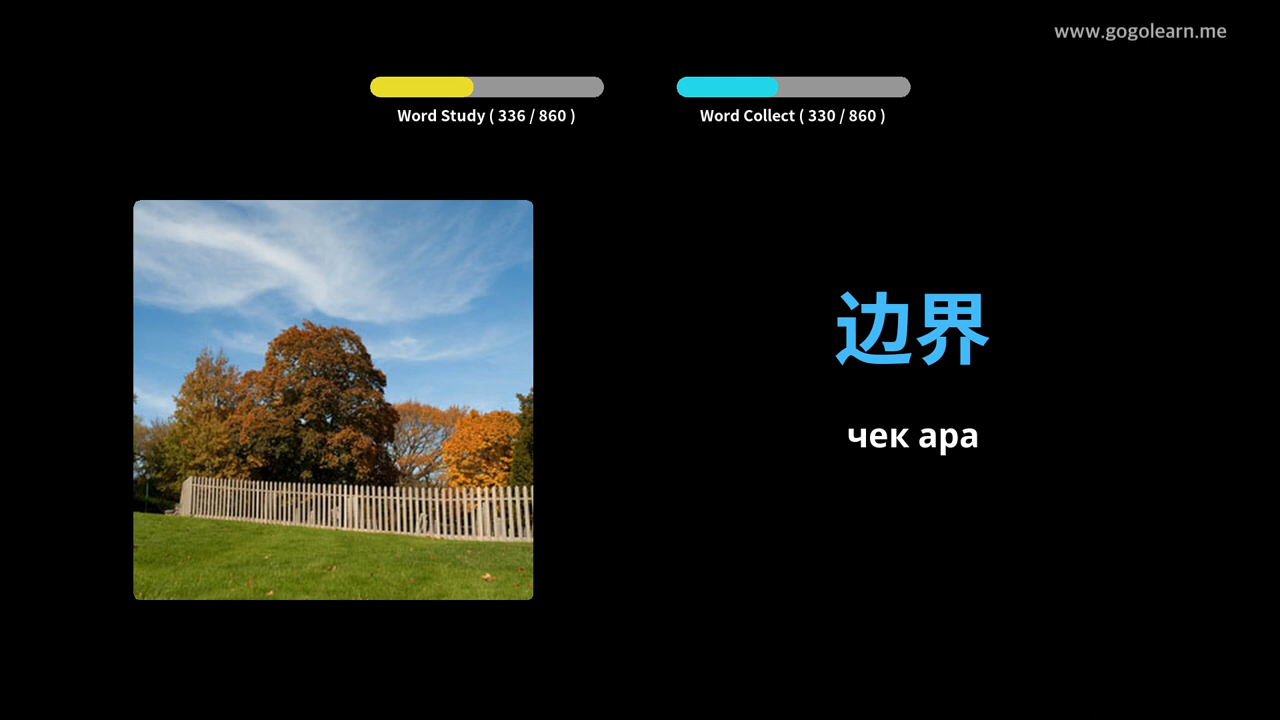 www.gogolearn.me
Word Study ( 336 / 860 )
Word Collect ( 330 / 860 )
边界
чек ара